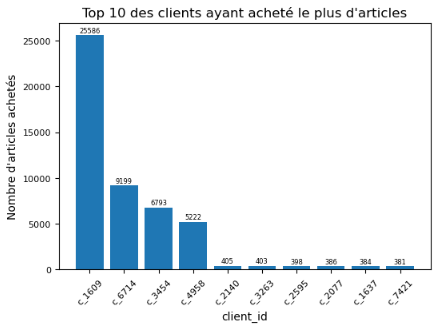 Top 10 des clients ayant acheté le plus d'articles
Nombre d'articles achetés
25000
20000
15000
10000
5000
0
25586
9199
6793
5222
405
403
398
386
384
381
c_1609
c_6714
c_3454
c_4958
c_2140
c_3263
c_2595
c_2077
c_1637
c_7421
client_id